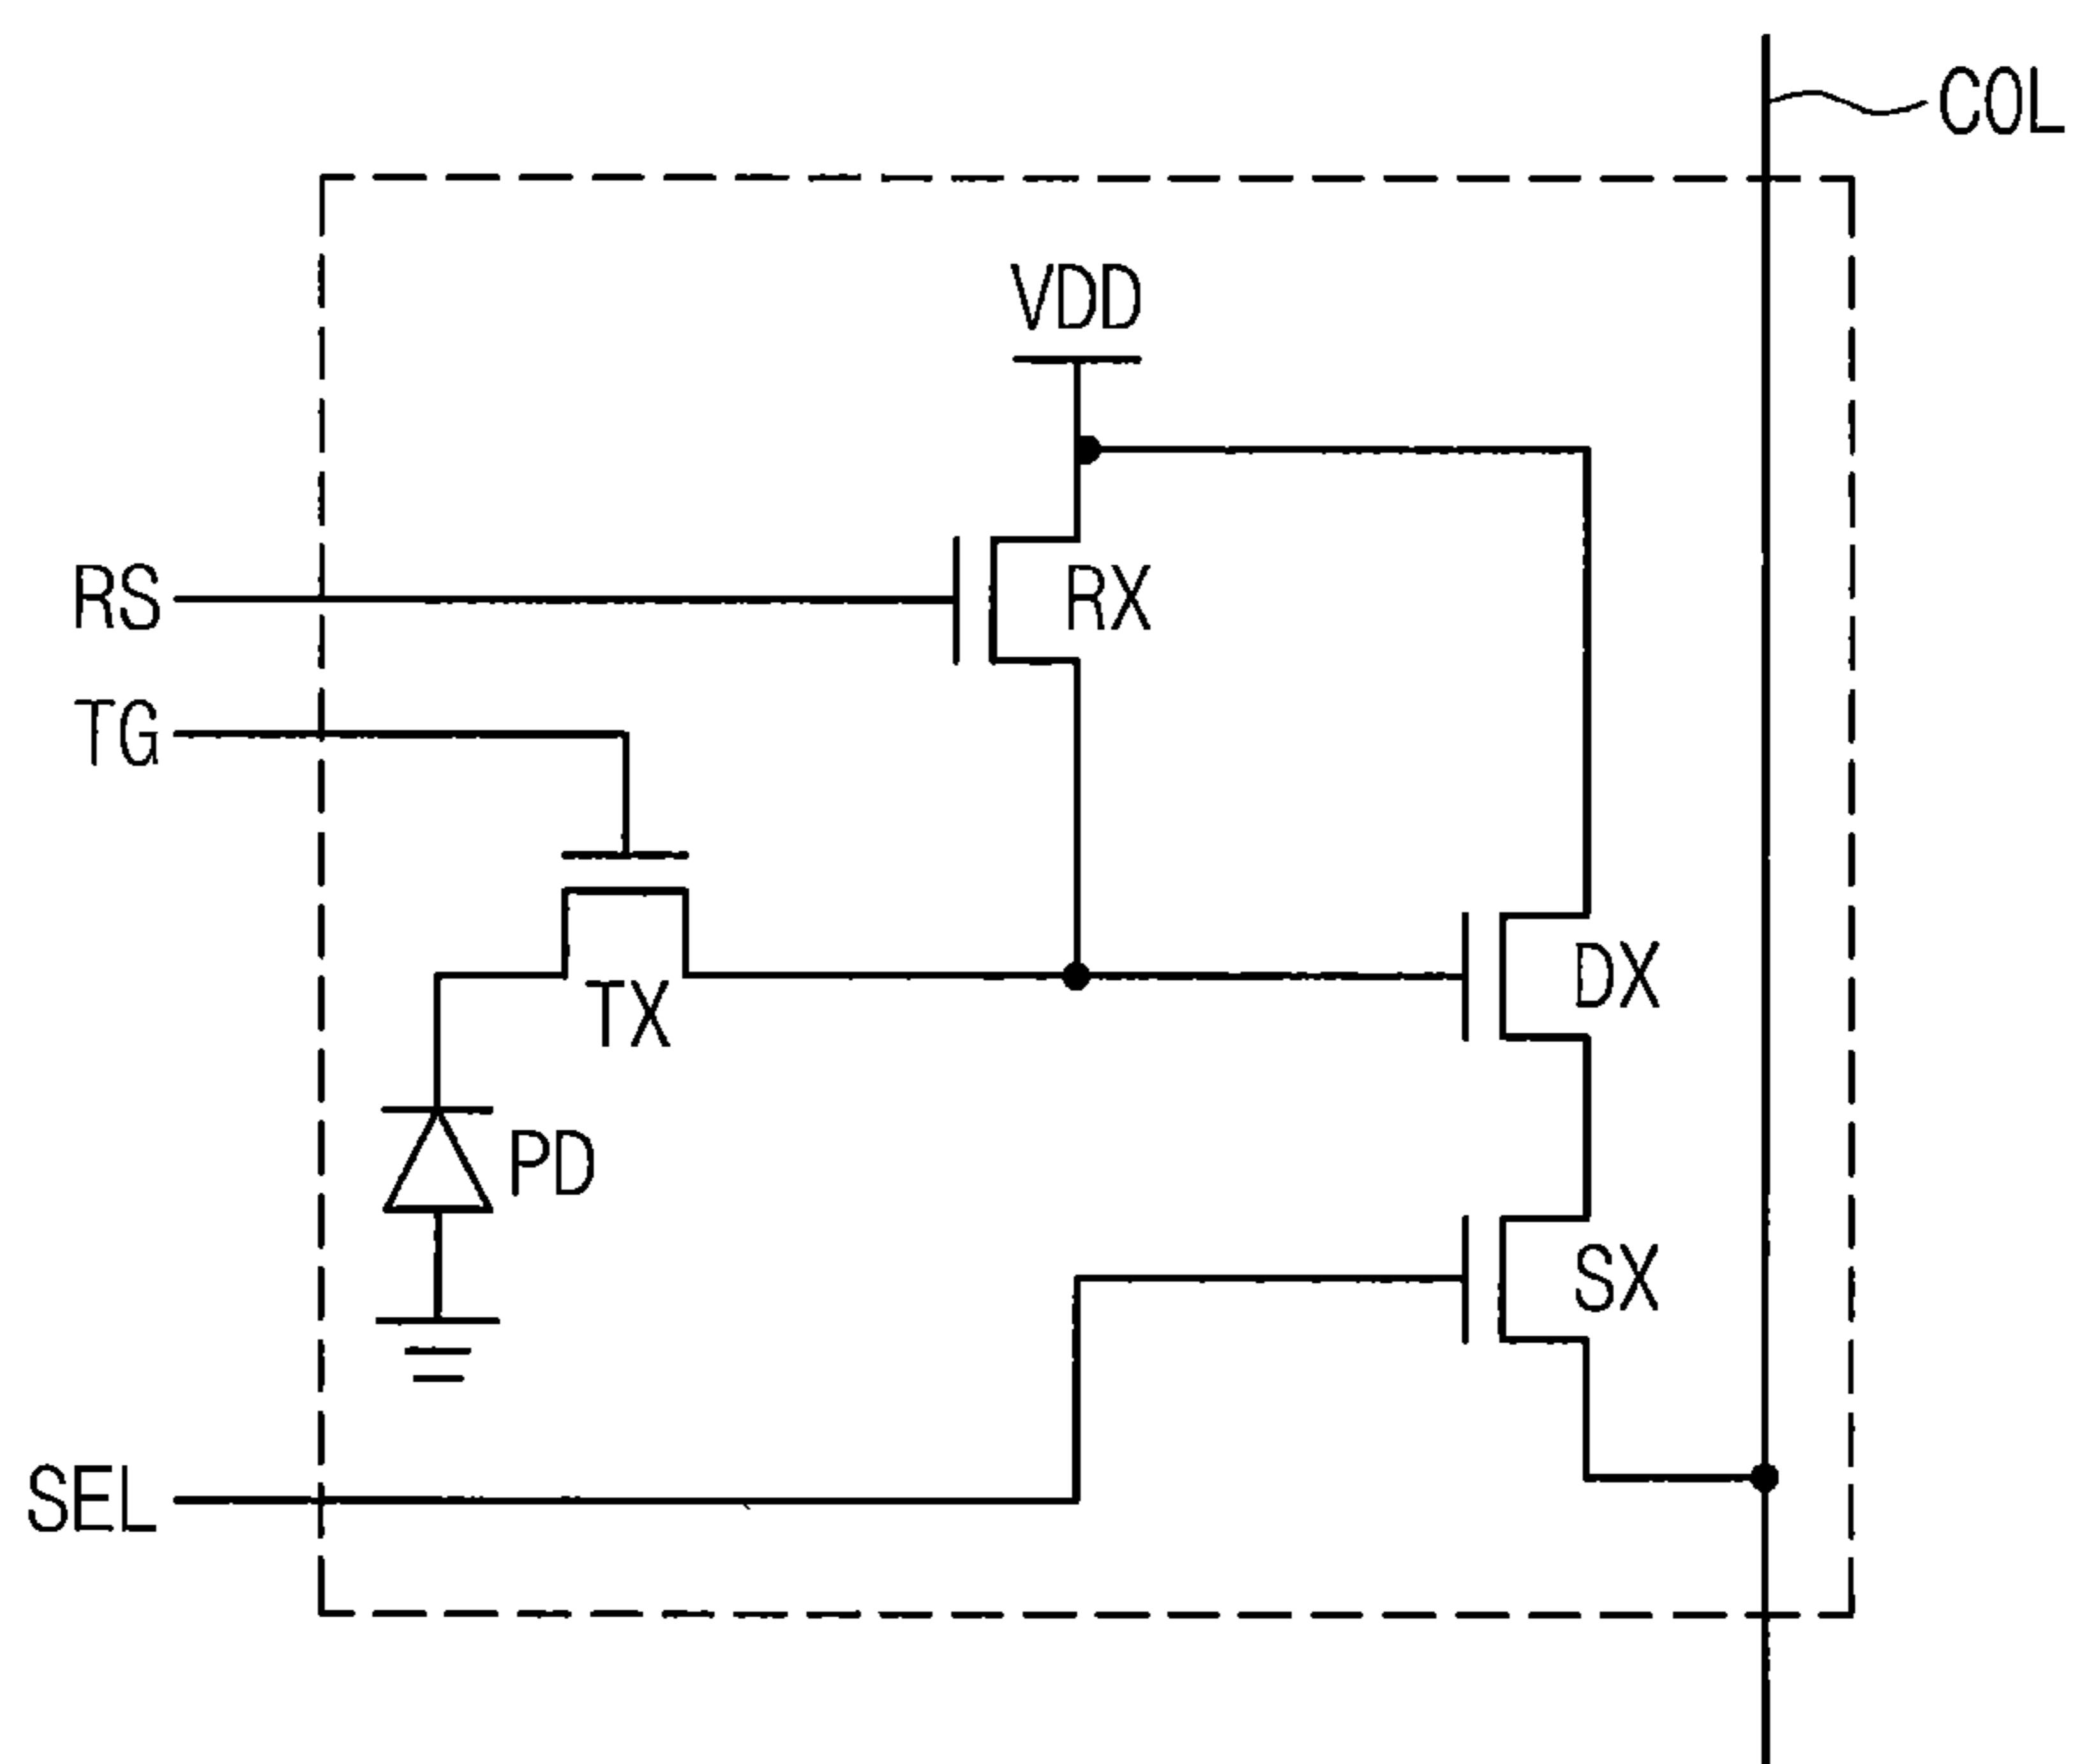 COL
VDD
RS
RX
TG
DX
TX
PD
SX
SEL